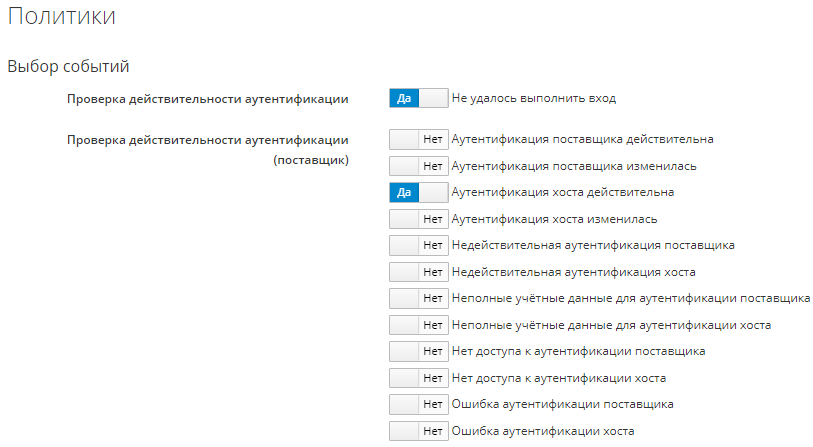 Политики
Выбор событий
Проверка действительности аутентификации
Да Не удалось выполнить вход
Проверка действительности аутентификации
(поставщик)
Нет Аутентификация поставщика действительна
Нет Аутентификация поставщика изменилась
Да Аутентификация хоста действительна
Нет Аутентификация хоста изменилась
Нет Недействительная аутентификация поставщика
Нет Недействительная аутентификация хоста
Нет Неполные учётные данные для аутентификации поставщика
Нет Неполные учётные данные для аутентификации хоста
Нет Нет доступа к аутентификации поставщика
Нет Нет доступа к аутентификации хоста
Нет Ошибка аутентификации поставщика
Нет Ошибка аутентификации хоста